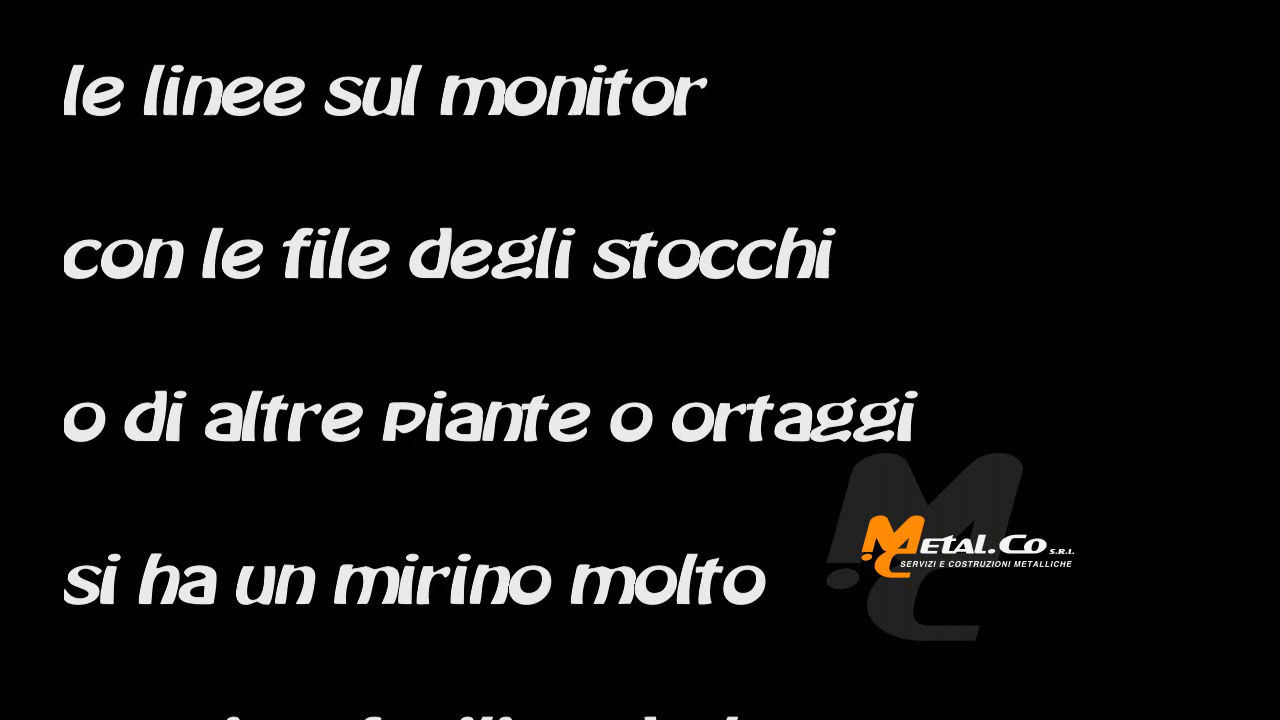 le linee sul monitor
con le file degli stocchi
o di altre piante o ortaggi
METAL.CO S.R.L.
SERVIZI E COSTRUZIONI METALLICHE
si ha un mirino molto